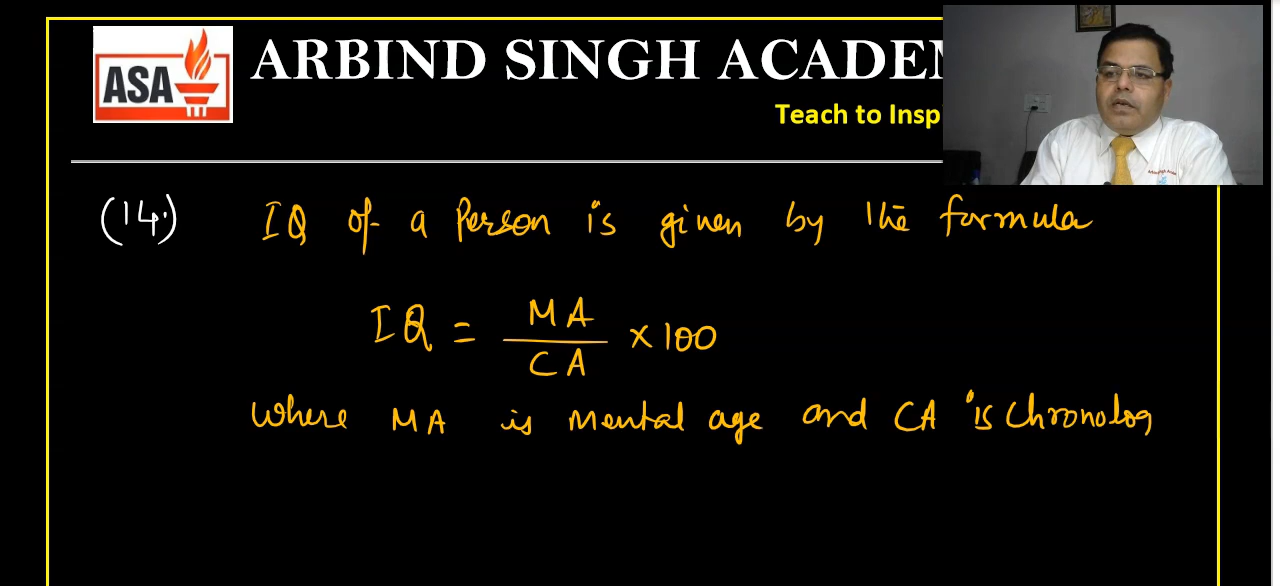 ASA
ARBIND SINGH ACADEM
Teach to Insp
(14.) IQ of a Person is given by the formula
IQ = MA / CA × 100
Where MA is Mental age and CA is Chronolog